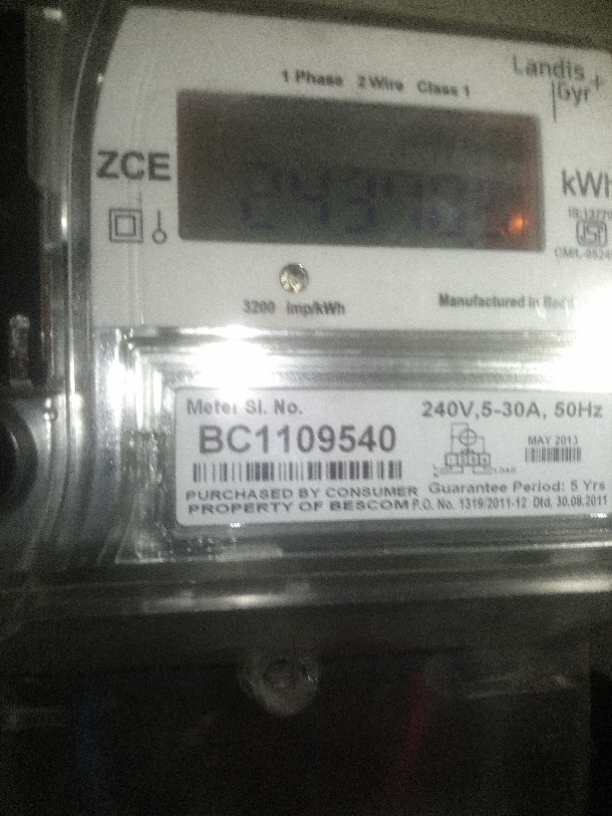 Landis +
Gyr
1 Phase 2 Wire Class 1
ZCE
kWh
3200 imp/kWh
Manufactured in
Meter Sl. No.
240V,5-30A, 50Hz
BC1109540
MAY 2013
LOAD
Guarantee Period: 5 Yrs
PURCHASED BY CONSUMER
PROPERTY OF BESCOM P.O. No. 1319/2011-12 Dtd. 30.08.2011